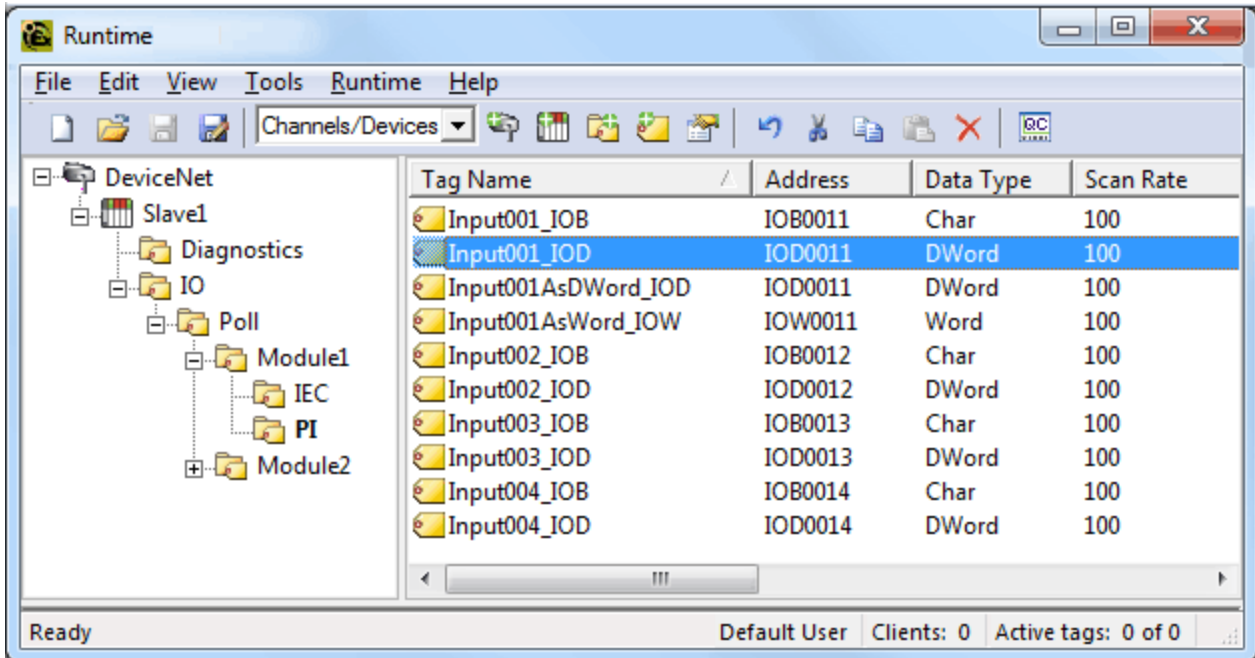 Runtime
File Edit View Tools Runtime Help
Channels/Devices
QC
DeviceNet
Slave1
Diagnostics
IO
Poll
Module1
IEC
PI
Module2
Tag Name Address Data Type Scan Rate
Input001_IOB IOB0011 Char 100
Input001_IOD IOD0011 DWord 100
Input001AsDWord_IOD IOD0011 DWord 100
Input001AsWord_IOW IOW0011 Word 100
Input002_IOB IOB0012 Char 100
Input002_IOD IOD0012 DWord 100
Input003_IOB IOB0013 Char 100
Input003_IOD IOD0013 DWord 100
Input004_IOB IOB0014 Char 100
Input004_IOD IOD0014 DWord 100
Ready Default User Clients: 0 Active tags: 0 of 0